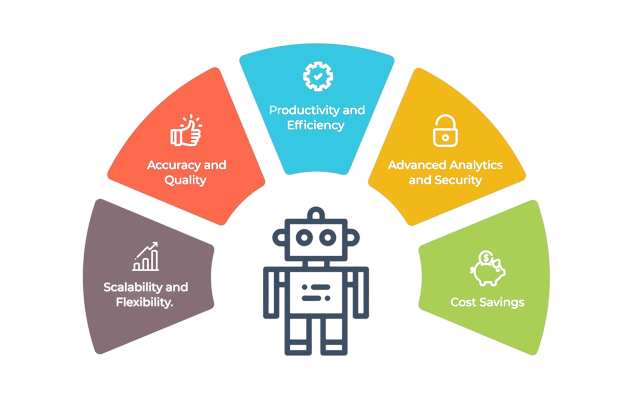 Productivity and
Efficiency
Accuracy and
Quality
Advanced Analytics
and Security
Scalability and
Flexibility.
Cost Savings
$